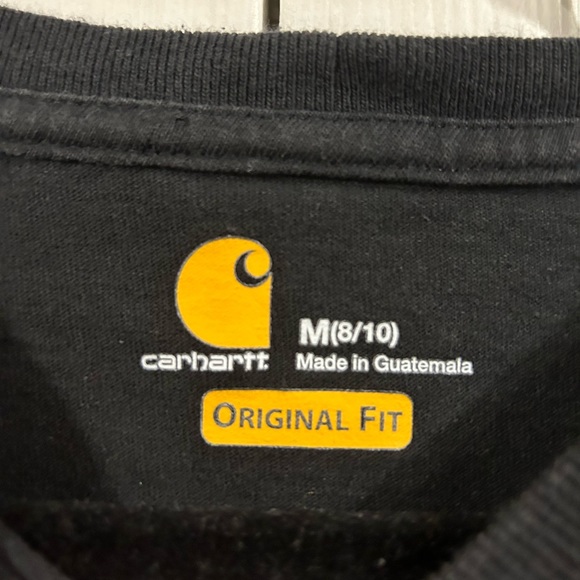 carhartt
M(8/10)
Made in Guatemala
ORIGINAL FIT